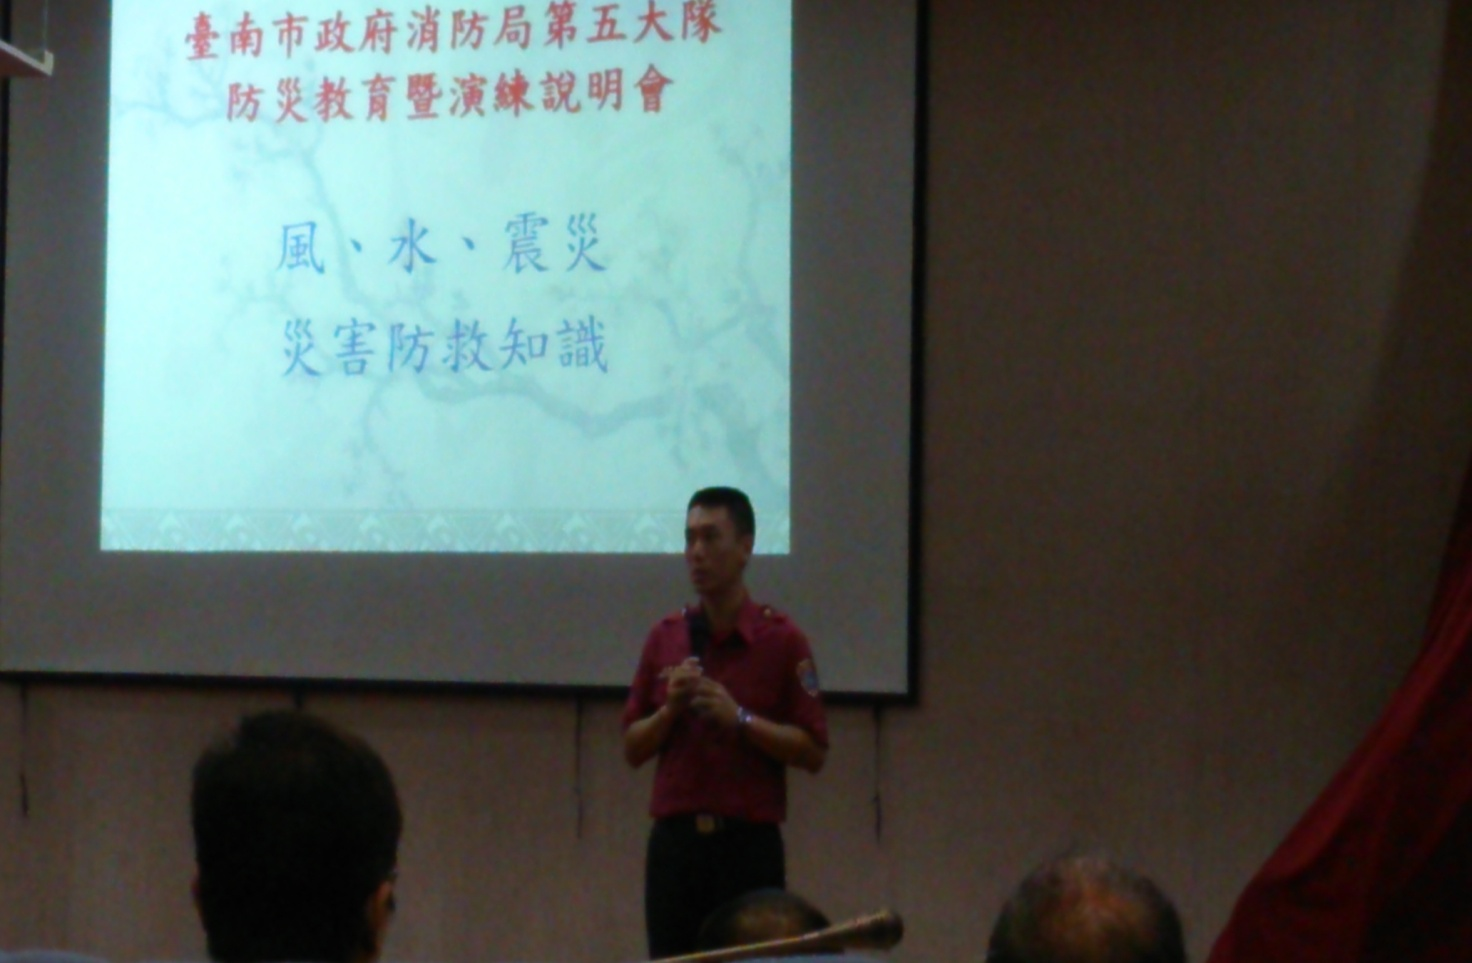 臺南市政府消防局第五大隊
防災教育暨演練說明會
風、水、震災
災害防救知識